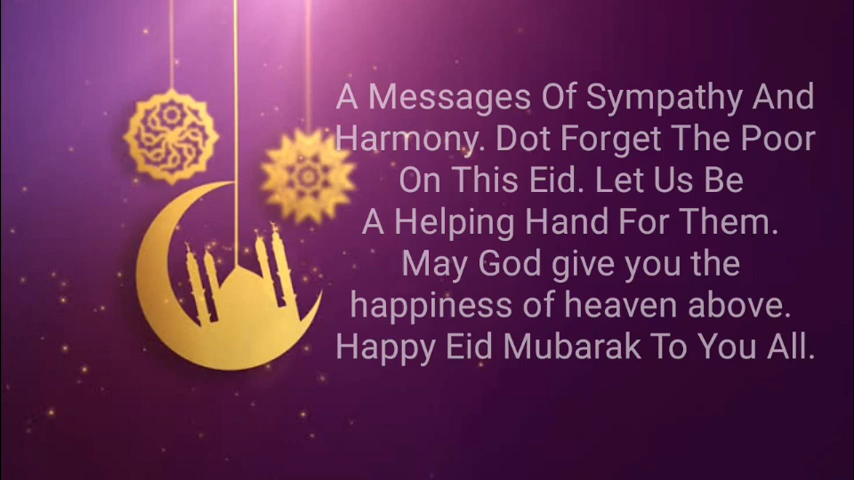 A Messages Of Sympathy And
Harmony. Dot Forget The Poor
On This Eid. Let Us Be
A Helping Hand For Them.
May God give you the
happiness of heaven above.
Happy Eid Mubarak To You All.